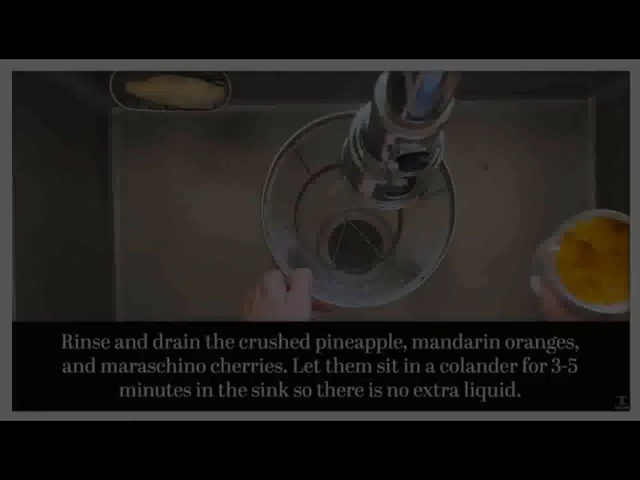 Rinse and drain the crushed pineapple, mandarin oranges,
and maraschino cherries. Let them sit in a colander for 3-5
minutes in the sink so there is no extra liquid.